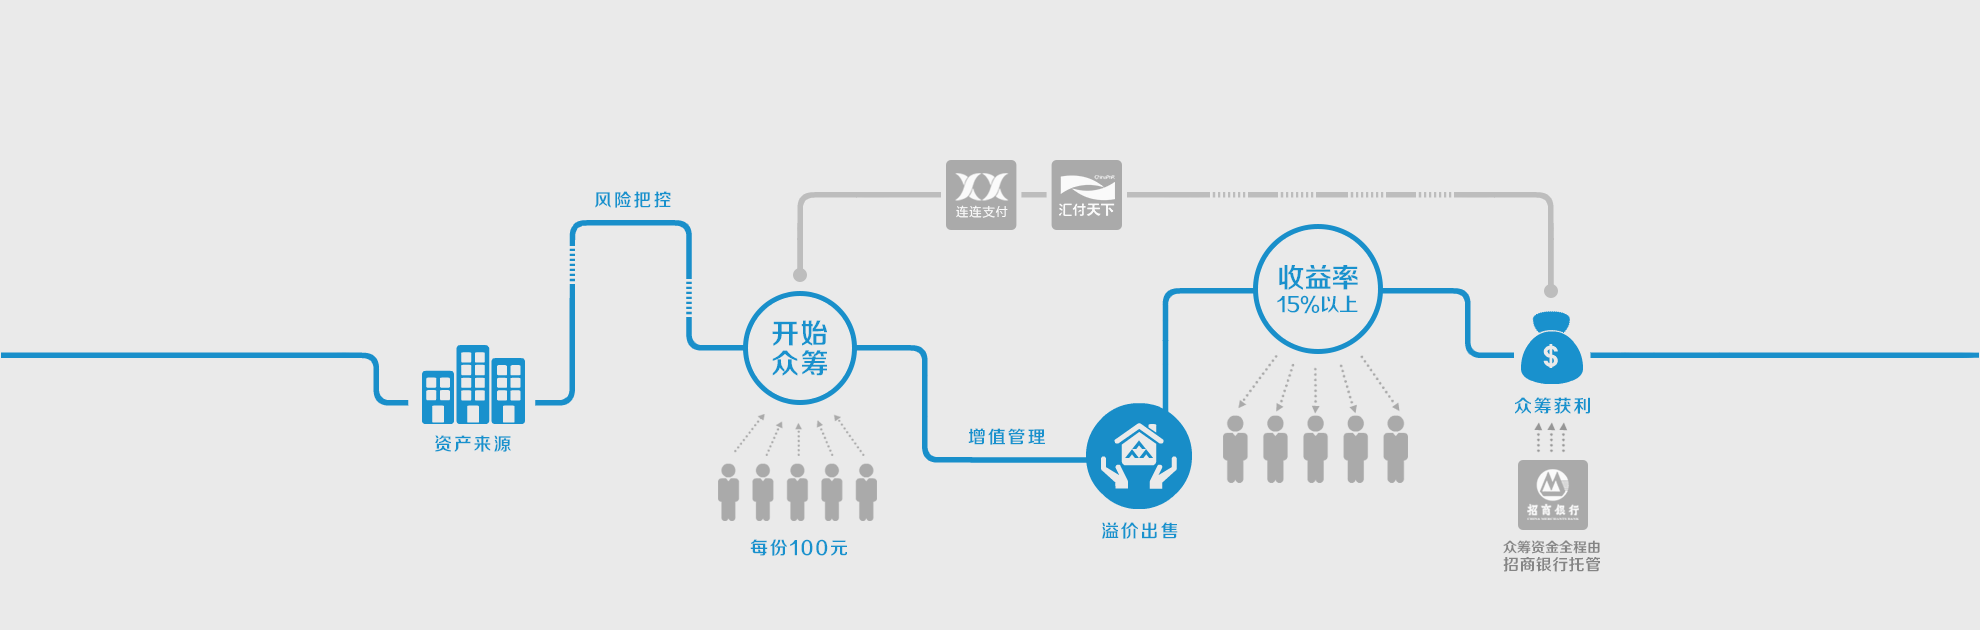 资产来源
风险把控
开始
众筹
每份100元
增值管理
溢价出售
连连支付
ChinaPnR
汇付天下
收益率
15%以上
$
众筹获利
招商银行
众筹资金全程由
招商银行托管